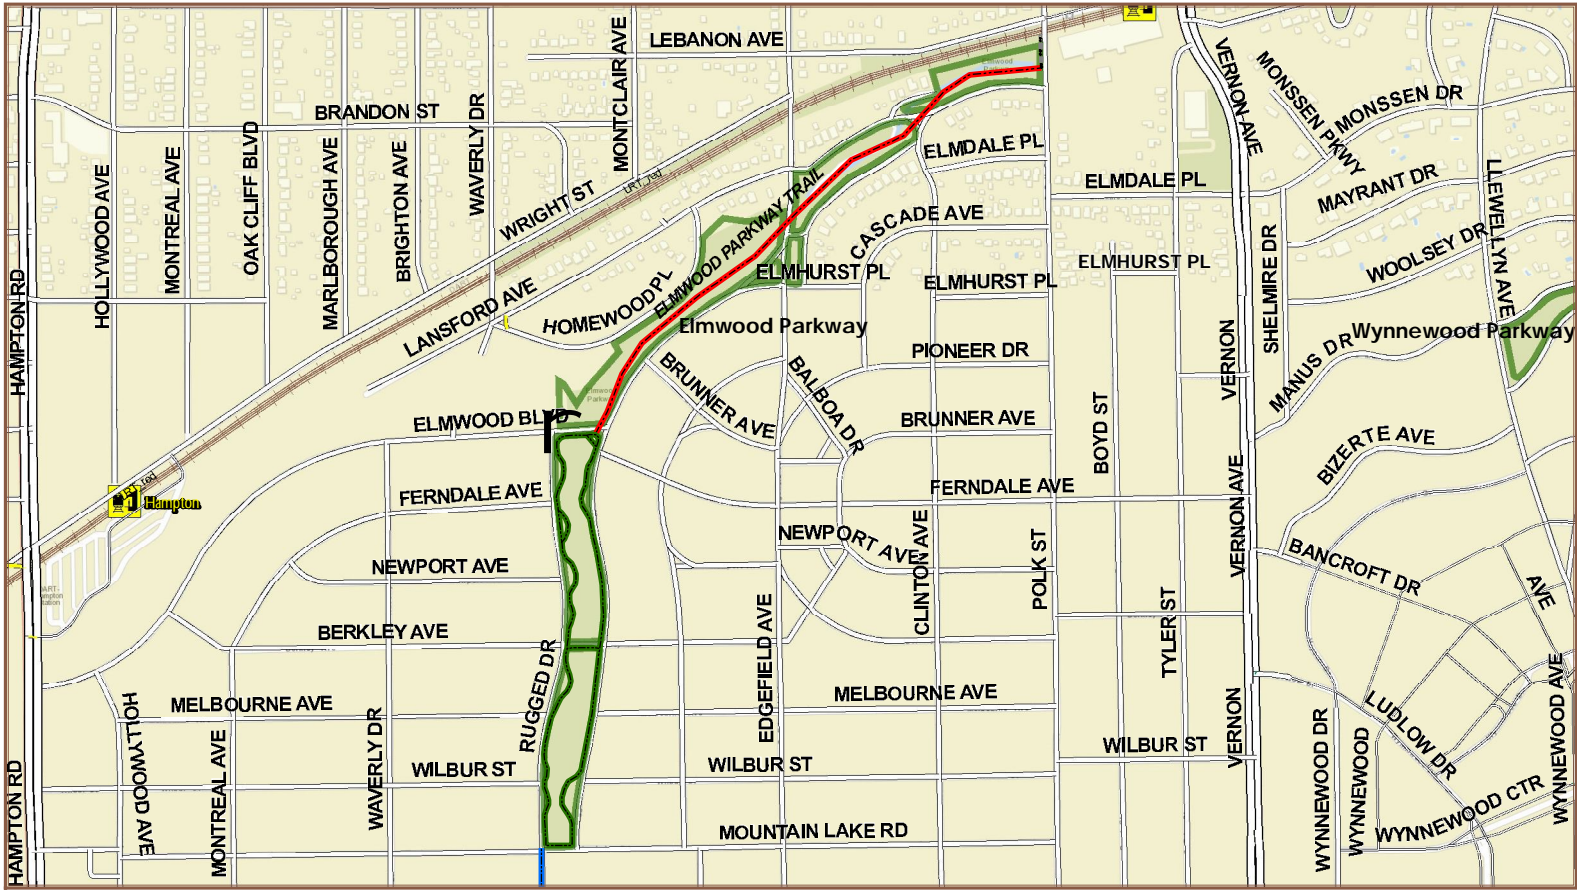 LEBANON AVE
BRANDON ST
MONTCLAIR AVE
WAVERLY DR
VERNON AVE
MONSSEN PKWY
MONSSEN DR
HOLLYWOOD AVE
MONTREAL AVE
OAK CLIFF BLVD
MARLBOROUGH AVE
BRIGHTON AVE
WRIGHT ST
LRT_red
ELMDALE PL
ELMDALE PL
MAYRANT DR
LLEWELLYN AVE
ELMWOOD PARKWAY TRAIL
CASCADE AVE
WOOLSEY DR
SHELMIRE DR
HAMPTON RD
LANSFORD AVE
HOMEWOOD PL
ELMHURST PL
ELMHURST PL
ELMHURST PL
Elmwood Parkway
Wynnewood Parkway
PIONEER DR
VERNON
MANUS DR
BRUNNER AVE
BALBOA DR
BRUNNER AVE
ELMWOOD BLVD
BOYD ST
BIZERTE AVE
Hampton
FERNDALE AVE
FERNDALE AVE
VERNON AVE
NEWPORT AVE
NEWPORT AVE
CLINTON AVE
POLK ST
BANCROFT DR
AVE
BERKLEY AVE
EDGEFIELD AVE
TYLER ST
RUGGED DR
MELBOURNE AVE
MELBOURNE AVE
HOLLYWOOD AVE
WAVERLY DR
MONTREAL AVE
WILBUR ST
WILBUR ST
WILBUR ST
VERNON
LUDLOW DR
WYNNEWOOD DR
WYNNEWOOD
WYNNEWOOD AVE
WYNNEWOOD CTR
HAMPTON RD
MOUNTAIN LAKE RD